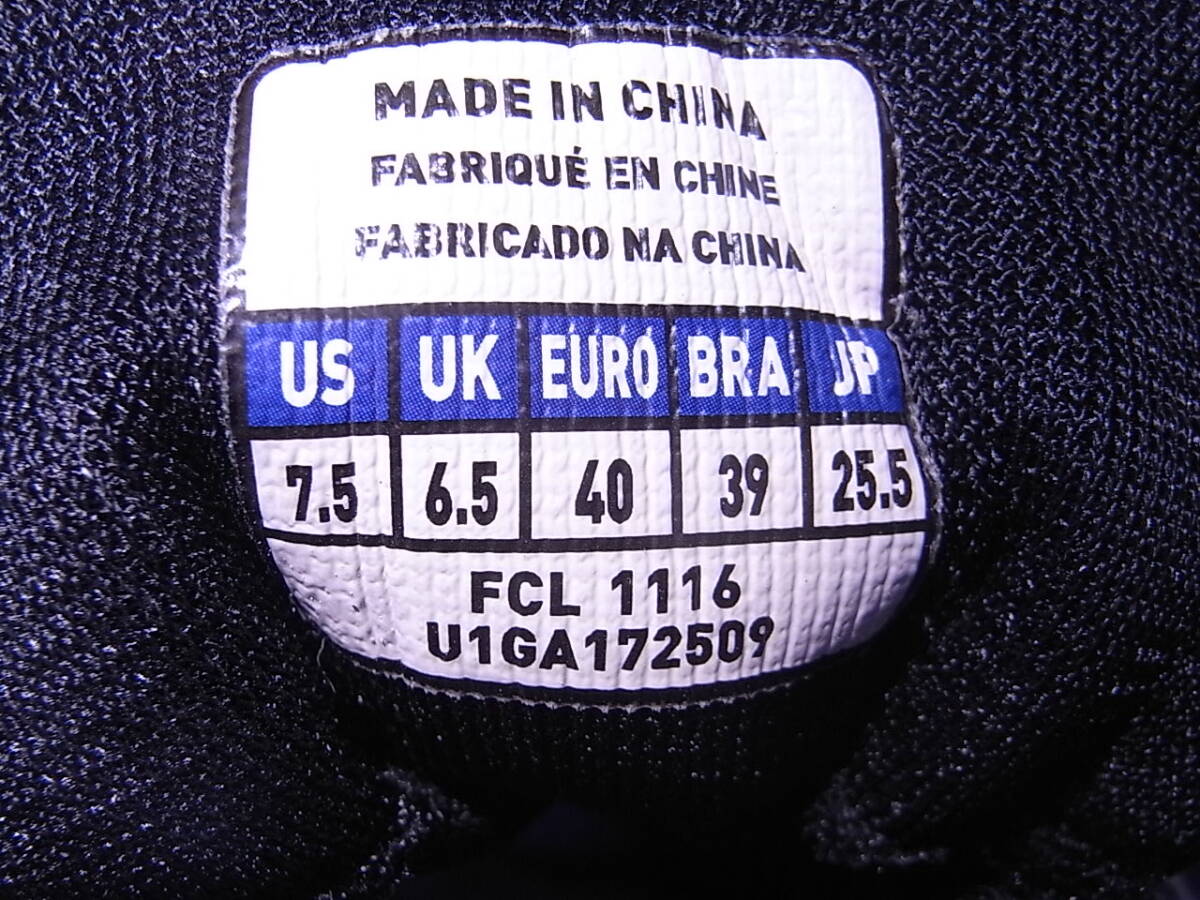 MADE IN CHINA
FABRIQUÉ EN CHINE
FABRICADO NA CHINA
US UK EURO BRA JP
7.5 6.5 40 39 25.5
FCL 1116
U1GA172509